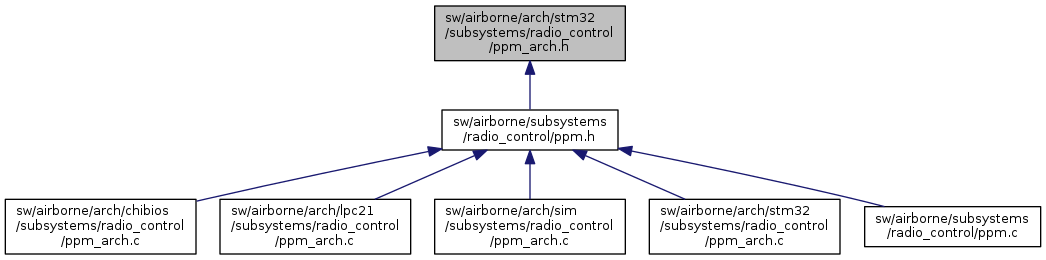 sw/airborne/arch/stm32
/subsystems/radio_control
/ppm_arch.h
sw/airborne/subsystems
/radio_control/ppm.h
sw/airborne/arch/chibios
/subsystems/radio_control
/ppm_arch.c
sw/airborne/arch/lpc21
/subsystems/radio_control
/ppm_arch.c
sw/airborne/arch/sim
/subsystems/radio_control
/ppm_arch.c
sw/airborne/arch/stm32
/subsystems/radio_control
/ppm_arch.c
sw/airborne/subsystems
/radio_control/ppm.c